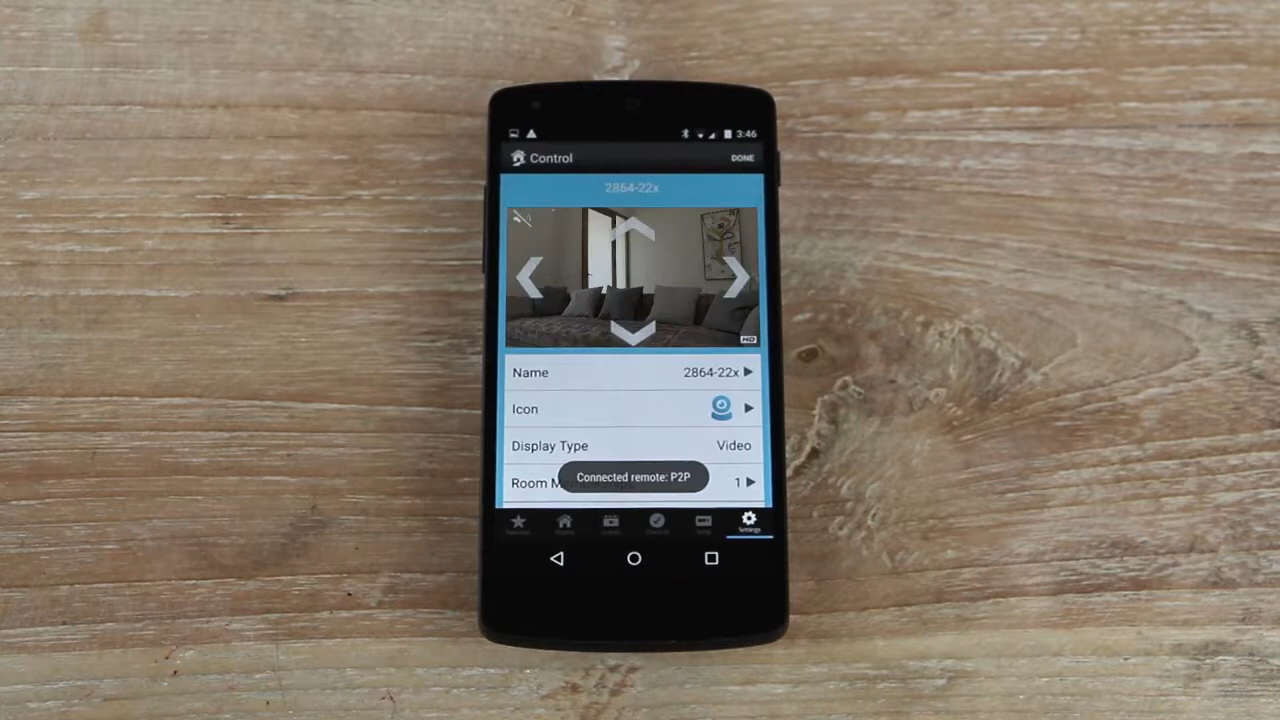 3:46
Control
DONE
2864-22x
HD
Name 2864-22x
Icon
Display Type Video
Room M
Connected remote: P2P
1
Settings